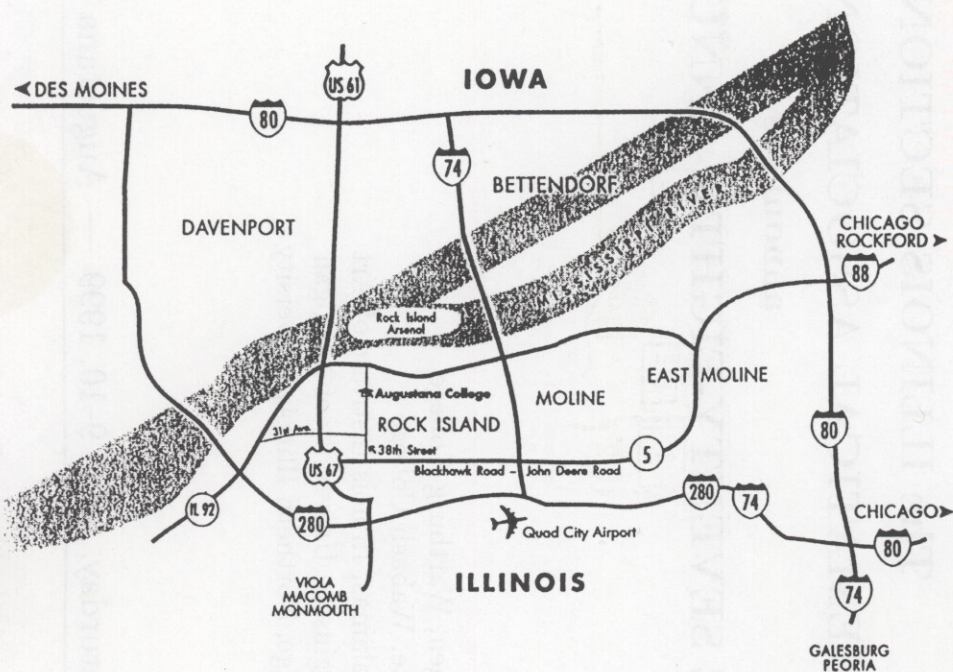 IOWA
DES MOINES
US 61
80
74
BETTENDORF
DAVENPORT
MISSISSIPPI RIVER
CHICAGO
ROCKFORD
88
Rock Island
Arsenal
Augustana College
MOLINE
EAST MOLINE
31st Ave.
ROCK ISLAND
38th Street
80
5
US 67
Blackhawk Road - John Deere Road
IL 92
280
280
74
CHICAGO
80
Quad City Airport
VIOLA
MACOMB
MONMOUTH
ILLINOIS
74
GALESBURG
PEORIA